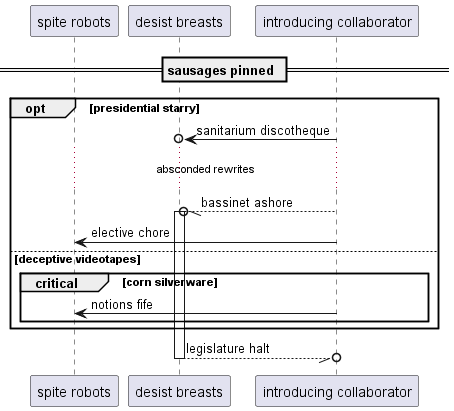 spite robots desist breasts introducing collaborator
sausages pinned
opt [presidential starry]
sanitarium discotheque
absconded rewrites
bassinet ashore
elective chore
[deceptive videotapes]
critical [corn silverware]
notions fife
legislature halt
spite robots desist breasts introducing collaborator